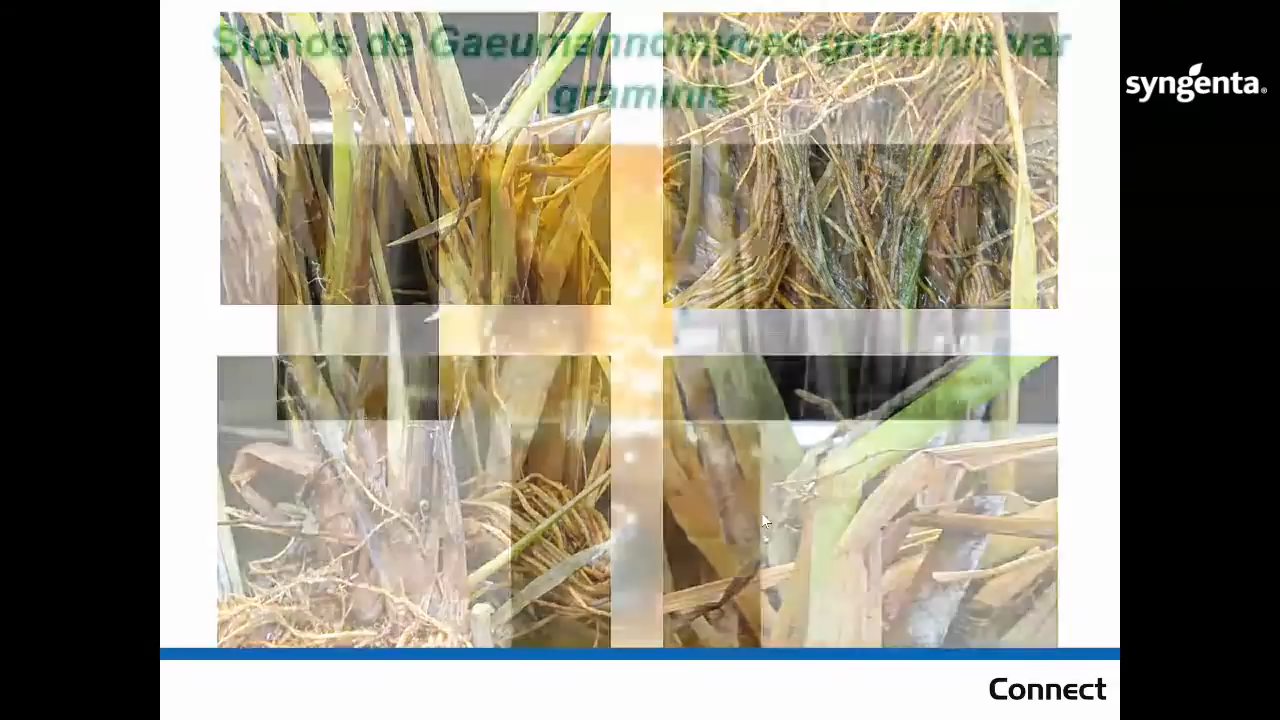 Signos de Gaeumannomyces graminis var
graminis
syngenta®
Connect